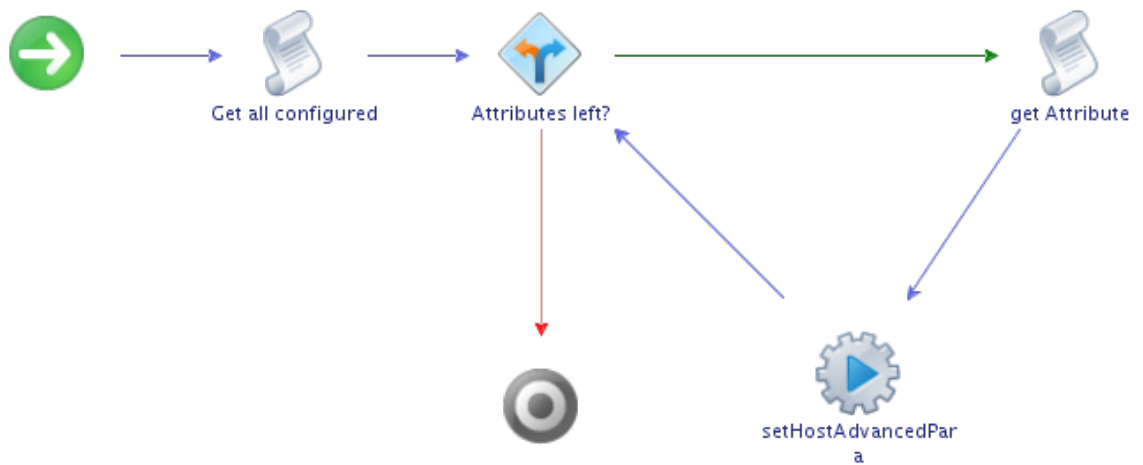 Get all configured
Attributes left?
get Attribute
setHostAdvancedPar
a